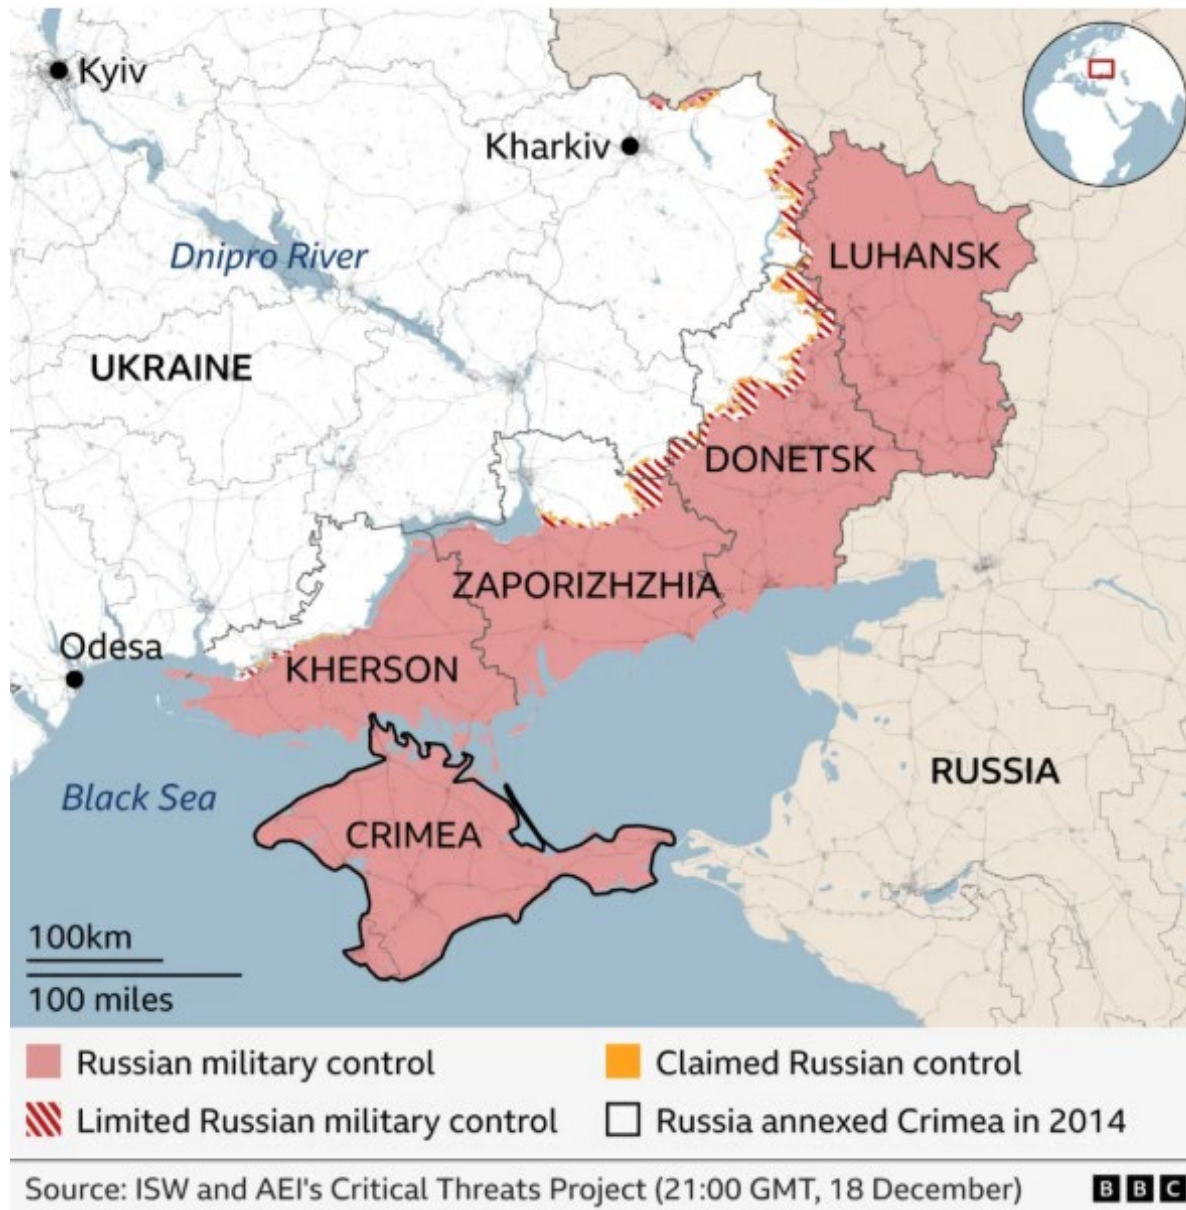 Kyiv
Kharkiv
Dnipro River
LUHANSK
UKRAINE
DONETSK
ZAPORIZHZHIA
Odesa
KHERSON
Black Sea
RUSSIA
CRIMEA
100km
100 miles
Russian military control
Claimed Russian control
Limited Russian military control
Russia annexed Crimea in 2014
Source: ISW and AEI's Critical Threats Project (21:00 GMT, 18 December)
BBC